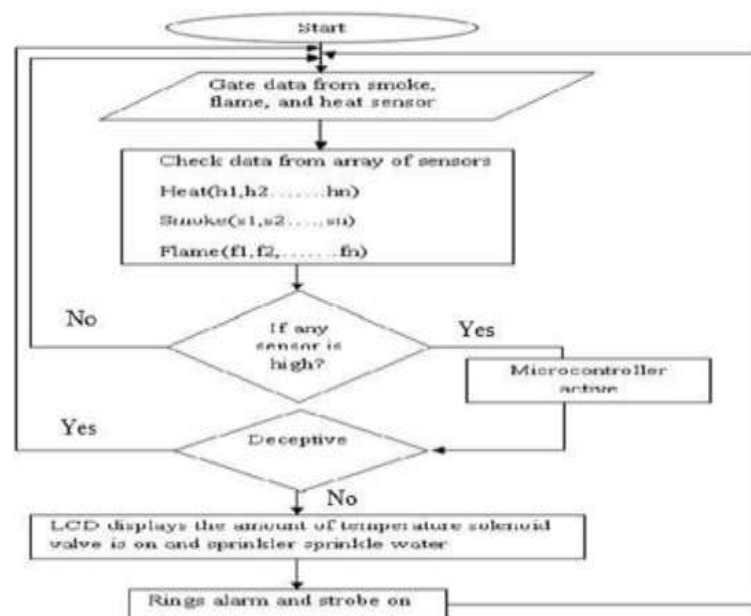 Start
Gate data from smoke,
flame, and heat sensor
Check data from array of sensors
Heat(h1,h2.......hn)
Smoke(s1,s2....,sn)
Flame(f1,f2,.......fn)
No
If any
sensor is
high?
Yes
Microcontroller
active
Yes
Deceptive
No
LCD displays the amount of temperature solenoid
valve is on and sprinkler sprinkle water
Rings alarm and strobe on